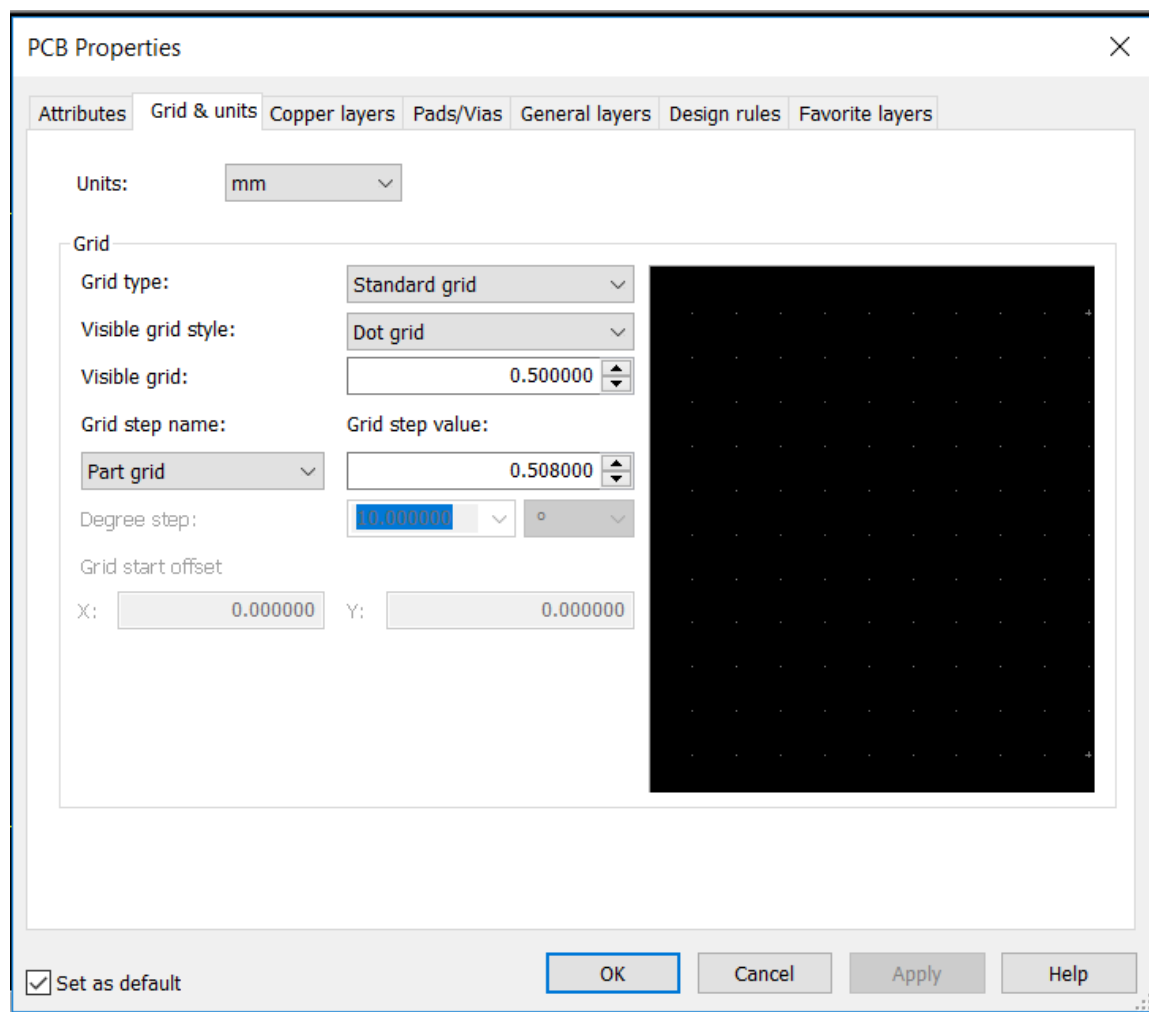 PCB Properties
Attributes Grid & units Copper layers Pads/Vias General layers Design rules Favorite layers
Units: mm
Grid
Grid type: Standard grid
Visible grid style: Dot grid
Visible grid: 0.500000
Grid step name: Grid step value:
Part grid 0.508000
Degree step: 10.000000 °
Grid start offset
X: 0.000000 Y: 0.000000
Set as default OK Cancel Apply Help